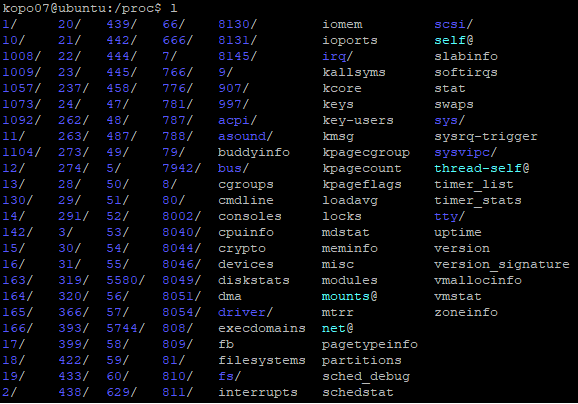 kopo07@ubuntu:/proc$ l
1/ 20/ 439/ 66/ 8130/ iomem scsi/
10/ 21/ 442/ 666/ 8131/ ioports self@
1008/ 22/ 444/ 7/ 8145/ irq/ slabinfo
1009/ 23/ 445/ 766/ 9/ kallsyms softirqs
1057/ 237/ 458/ 776/ 907/ kcore stat
1073/ 24/ 47/ 781/ 997/ keys swaps
1092/ 262/ 48/ 787/ acpi/ key-users sys/
11/ 263/ 487/ 788/ asound/ kmsg sysrq-trigger
1104/ 273/ 49/ 79/ buddyinfo kpagecgroup sysvipc/
12/ 274/ 5/ 7942/ bus/ kpagecount thread-self@
13/ 28/ 50/ 8/ cgroups kpageflags timer_list
130/ 29/ 51/ 80/ cmdline loadavg timer_stats
14/ 291/ 52/ 8002/ consoles locks tty/
142/ 3/ 53/ 8040/ cpuinfo mdstat uptime
15/ 30/ 54/ 8044/ crypto meminfo version
16/ 31/ 55/ 8046/ devices misc version_signature
163/ 319/ 5580/ 8049/ diskstats modules vmallocinfo
164/ 320/ 56/ 8051/ dma mounts@ vmstat
165/ 366/ 57/ 8054/ driver/ mtrr zoneinfo
166/ 393/ 5744/ 808/ execdomains net@
17/ 399/ 58/ 809/ fb pagetypeinfo
18/ 422/ 59/ 81/ filesystems partitions
19/ 433/ 60/ 810/ fs/ sched_debug
2/ 438/ 629/ 811/ interrupts schedstat